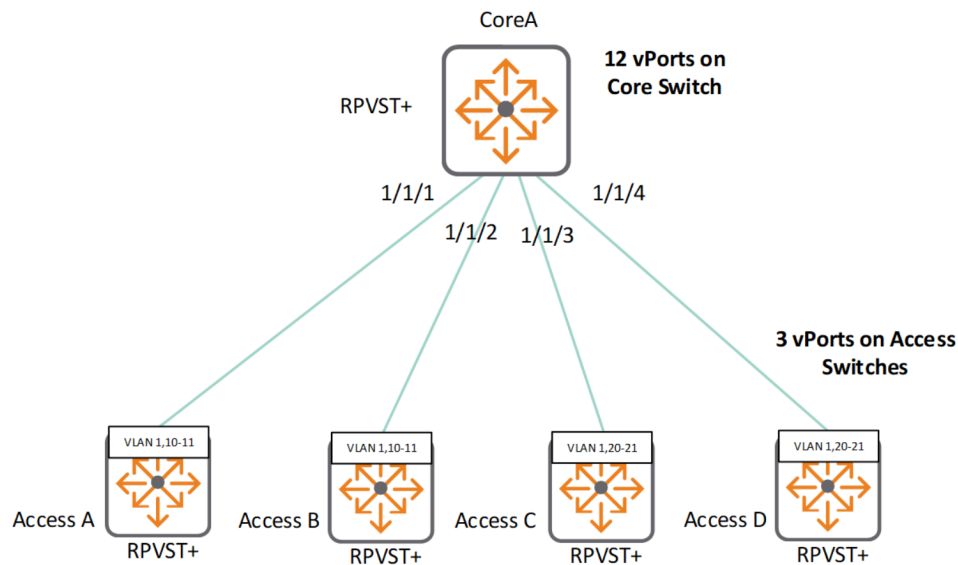 CoreA
12 vPorts on
Core Switch
RPVST+
1/1/1
1/1/4
1/1/2
1/1/3
3 vPorts on Access
Switches
VLAN 1,10-11
VLAN 1,10-11
VLAN 1,20-21
VLAN 1,20-21
Access A
Access B
Access C
Access D
RPVST+
RPVST+
RPVST+
RPVST+